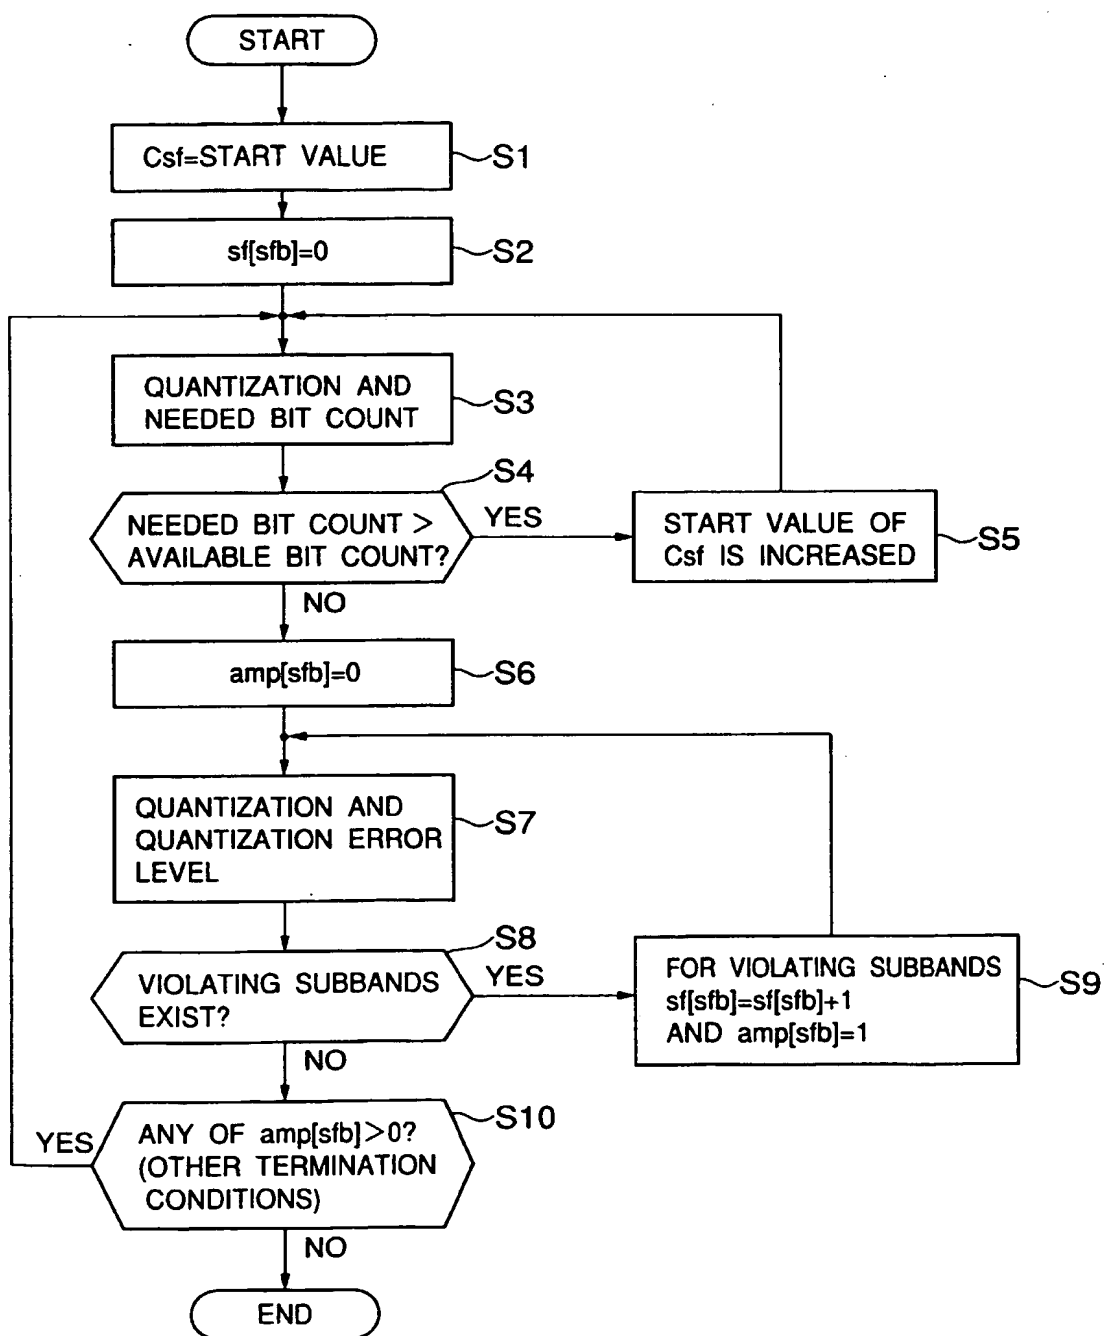 START
Csf=START VALUE
S1
sf[sfb]=0
S2
QUANTIZATION AND
NEEDED BIT COUNT
S3
S4
NEEDED BIT COUNT >
AVAILABLE BIT COUNT?
YES
START VALUE OF
Csf IS INCREASED
S5
NO
amp[sfb]=0
S6
QUANTIZATION AND
QUANTIZATION ERROR
LEVEL
S7
S8
VIOLATING SUBBANDS
EXIST?
YES
FOR VIOLATING SUBBANDS
sf[sfb]=sf[sfb]+1
AND amp[sfb]=1
S9
NO
S10
YES
ANY OF amp[sfb]>0?
(OTHER TERMINATION
CONDITIONS)
NO
END